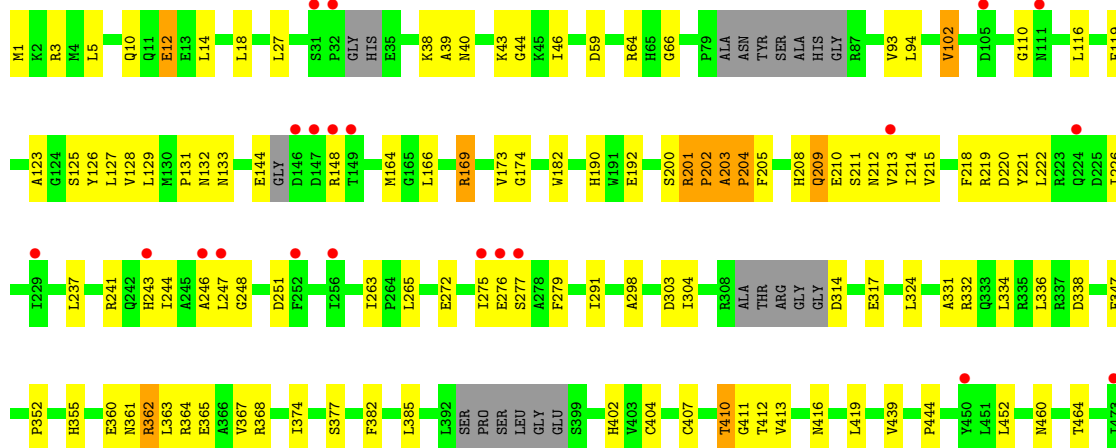 M1 K2 R3 M4 L5 Q10 Q11 E12 E13 L14 L18 L27 S31 P32 GLY HIS E35 K38 A39 N40 K43 G44 K45 I46 D59 R64 H65 G66 P79 ALA ASN TYR SER ALA HIS GLY R87 V93 L94 V102 D105 G110 N111 L116
A123 G124 S125 Y126 L127 V128 L129 M130 P131 N132 N133 E144 GLY D146 D147 R148 T149 M164 G165 L166 R169 V173 G174 W182 H190 W191 E192 S200 R201 P202 A203 P204 F205 H208 Q209 E210 S211 N212 V213 I214 V215 F218 R219 D220 Y221 L222 R223 Q224 D225
I229 L237 R241 Q242 H243 I244 A245 A246 L247 G248 D251 F252 I256 I263 P264 L265 E272 I275 E276 S277 A278 F279 I291 A298 D303 I304 R308 ALA THR ARG GLY GLY D314 E317 L324 A331 R332 Q333 L334 R335 L336 R337 D338
P352 H355 E360 N361 R362 L363 R364 E365 A366 V367 R368 I374 S377 F382 L385 L392 SER PRO SER LEU GLY GLU S399 H402 V403 C404 C407 T410 G411 T412 V413 N416 L419 V439 P444 Y450 L451 L452 N460 T464